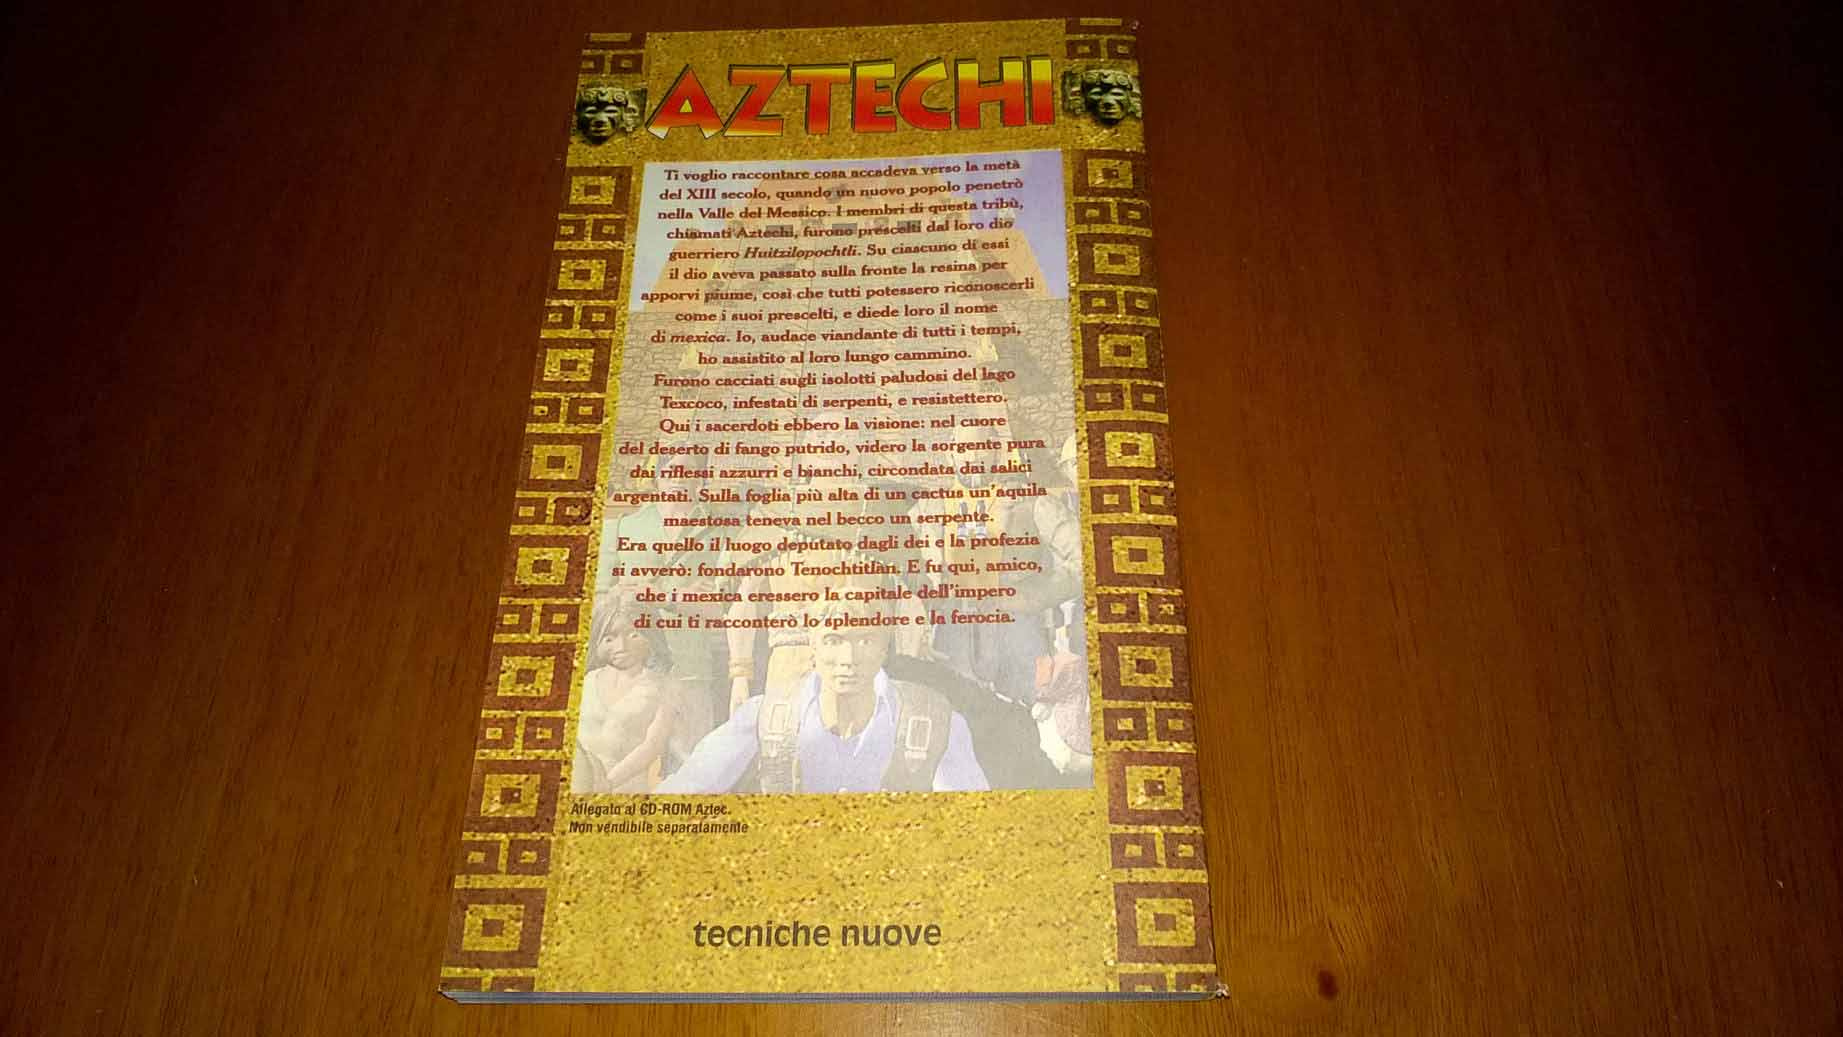 AZTECHI
Ti voglio raccontare cosa accadeva verso la metà
del XIII secolo, quando un nuovo popolo penetrò
nella Valle del Messico. I membri di questa tribù,
chiamati Aztechi, furono prescelti dal loro dio
guerriero Huitzilopochtli. Su ciascuno di essi
il dio aveva passato sulla fronte la resina per
apporvi piume, così che tutti potessero riconoscerli
come i suoi prescelti, e diede loro il nome
di mexica. Io, audace viandante di tutti i tempi,
ho assistito al loro lungo cammino.
Furono cacciati sugli isolotti paludosi del lago
Texcoco, infestati di serpenti, e resistettero.
Qui i sacerdoti ebbero la visione: nel cuore
del deserto di fango putrido, videro la sorgente pura
dai riflessi azzurri e bianchi, circondata dai salici
argentati. Sulla foglia più alta di un cactus un'aquila
maestosa teneva nel becco un serpente.
Era quello il luogo deputato dagli dei e la profezia
si avverò: fondarono Tenochtitlàn. E fu qui, amico,
che i mexica eressero la capitale dell'impero
di cui ti racconterò lo splendore e la ferocia.
Allegato al CD-ROM Aztec.
Non vendibile separatamente
tecniche nuove